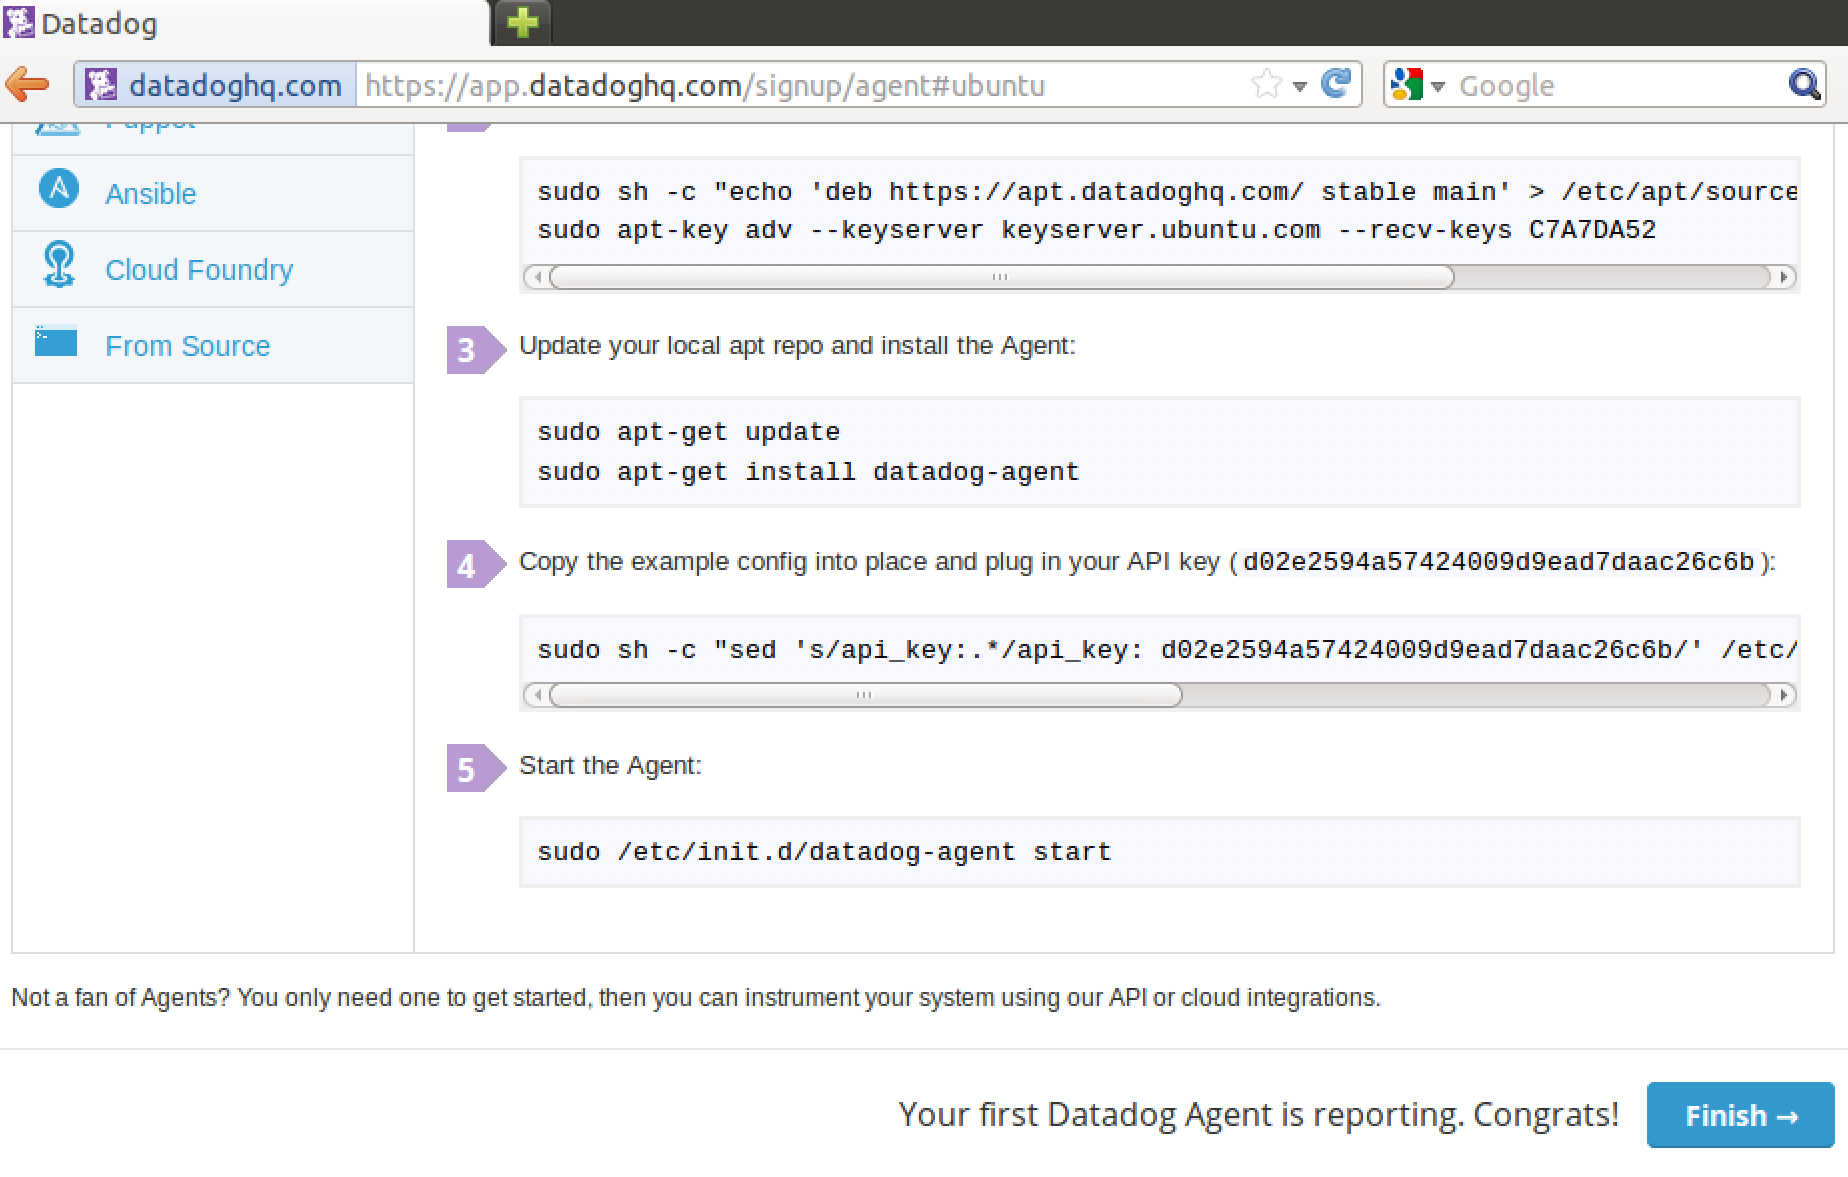 Datadog
datadoghq.com
https://app.datadoghq.com/signup/agent#ubuntu
Google
Puppet
Ansible
Cloud Foundry
From Source
sudo sh -c "echo 'deb https://apt.datadoghq.com/ stable main' > /etc/apt/source
sudo apt-key adv --keyserver keyserver.ubuntu.com --recv-keys C7A7DA52
3 Update your local apt repo and install the Agent:
sudo apt-get update
sudo apt-get install datadog-agent
4 Copy the example config into place and plug in your API key (d02e2594a57424009d9ead7daac26c6b):
sudo sh -c "sed 's/api_key:.*/api_key: d02e2594a57424009d9ead7daac26c6b/' /etc/
5 Start the Agent:
sudo /etc/init.d/datadog-agent start
Not a fan of Agents? You only need one to get started, then you can instrument your system using our API or cloud integrations.
Your first Datadog Agent is reporting. Congrats!
Finish →